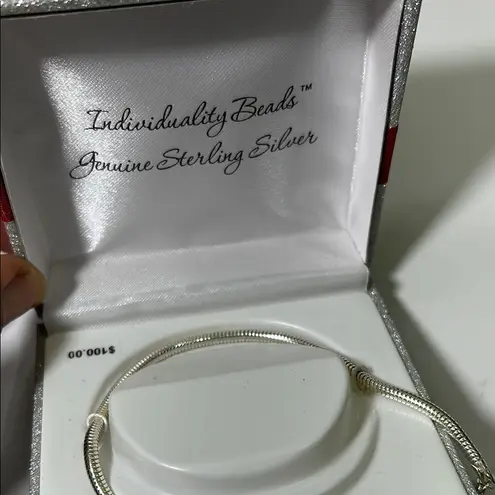 Individuality Beads™
Genuine Sterling Silver
$100.00